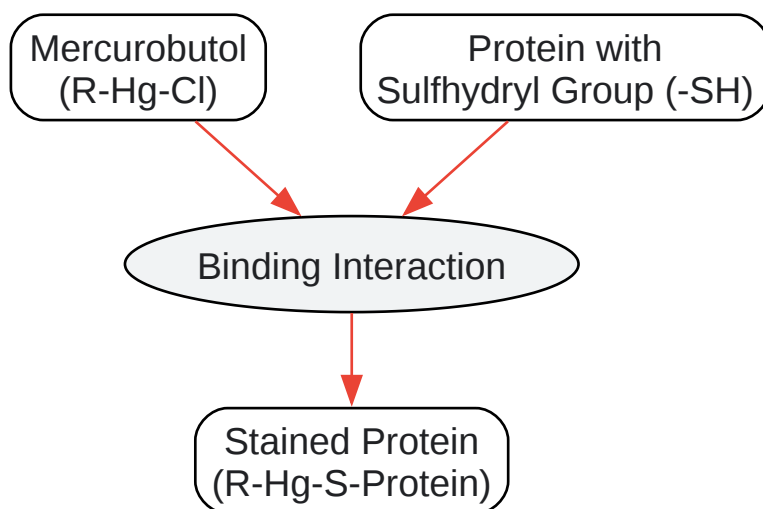 Mercurobutol
(R-Hg-Cl)
Protein with
Sulfhydryl Group (-SH)
Binding Interaction
Stained Protein
(R-Hg-S-Protein)